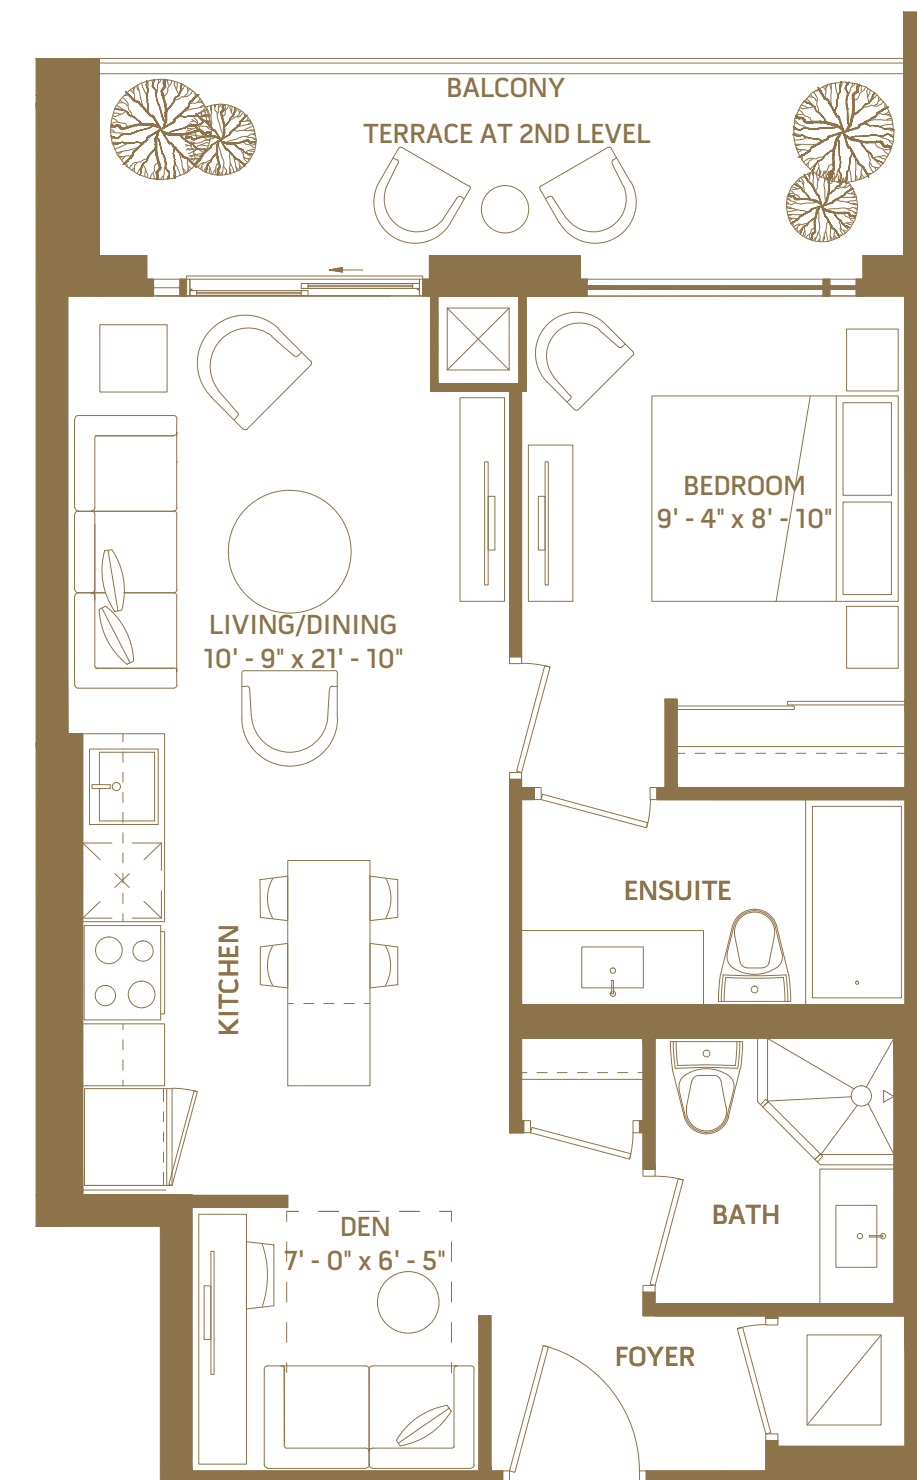 BALCONY
TERRACE AT 2ND LEVEL
BEDROOM
9' - 4" x 8' - 10"
LIVING/DINING
10' - 9" x 21' - 10"
ENSUITE
KITCHEN
BATH
DEN
7' - 0" x 6' - 5"
FOYER